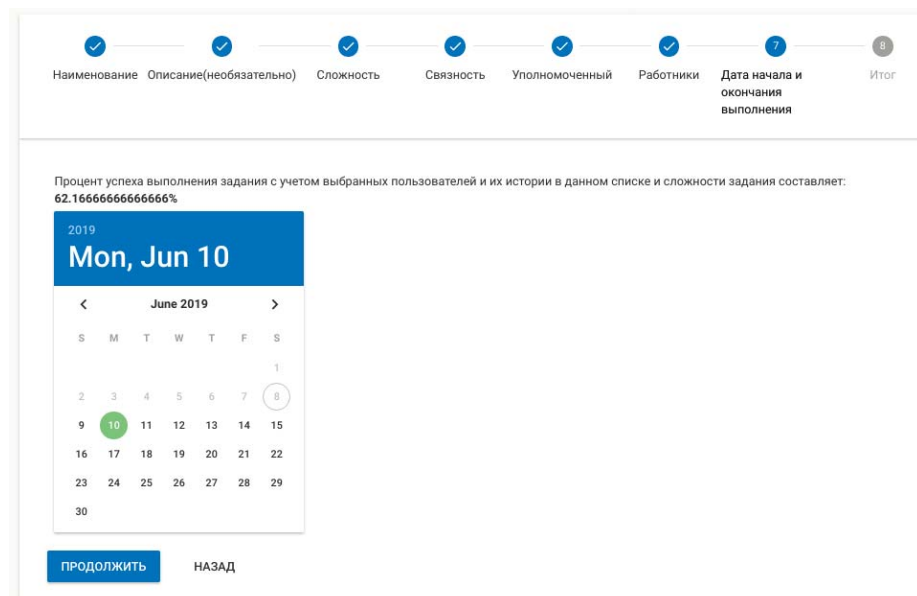 Наименование Описание(необязательно) Сложность Связность Уполномоченный Работники 7 Дата начала и окончания выполнения 8 Итог
Процент успеха выполнения задания с учетом выбранных пользователей и их истории в данном списке и сложности задания составляет:
62.16666666666666%
2019
Mon, Jun 10
June 2019
S M T W T F S
1
2 3 4 5 6 7 8
9 10 11 12 13 14 15
16 17 18 19 20 21 22
23 24 25 26 27 28 29
30
ПРОДОЛЖИТЬ НАЗАД